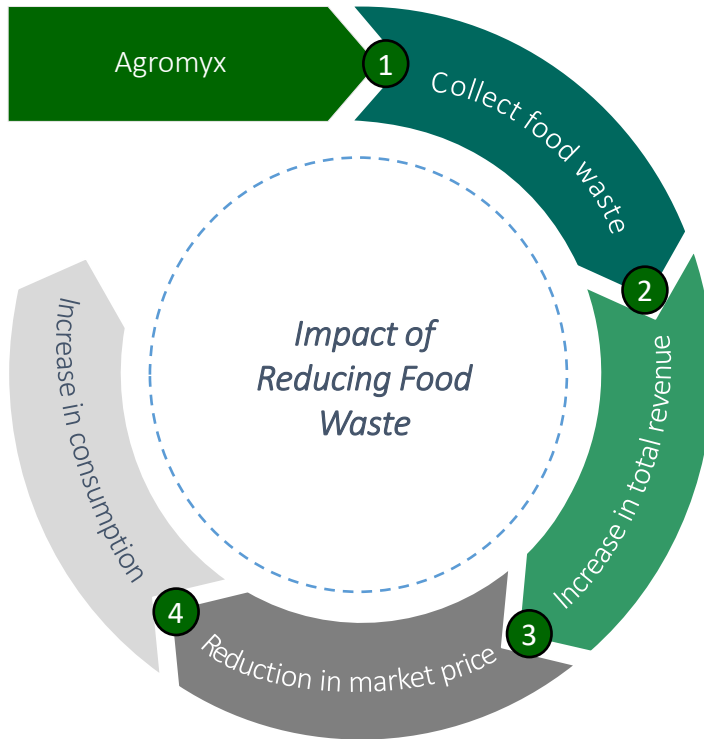 Agromyx
1
Collect food waste
2
Increase in total revenue
3
Reduction in market price
4
Increase in consumption
Impact of
Reducing Food
Waste